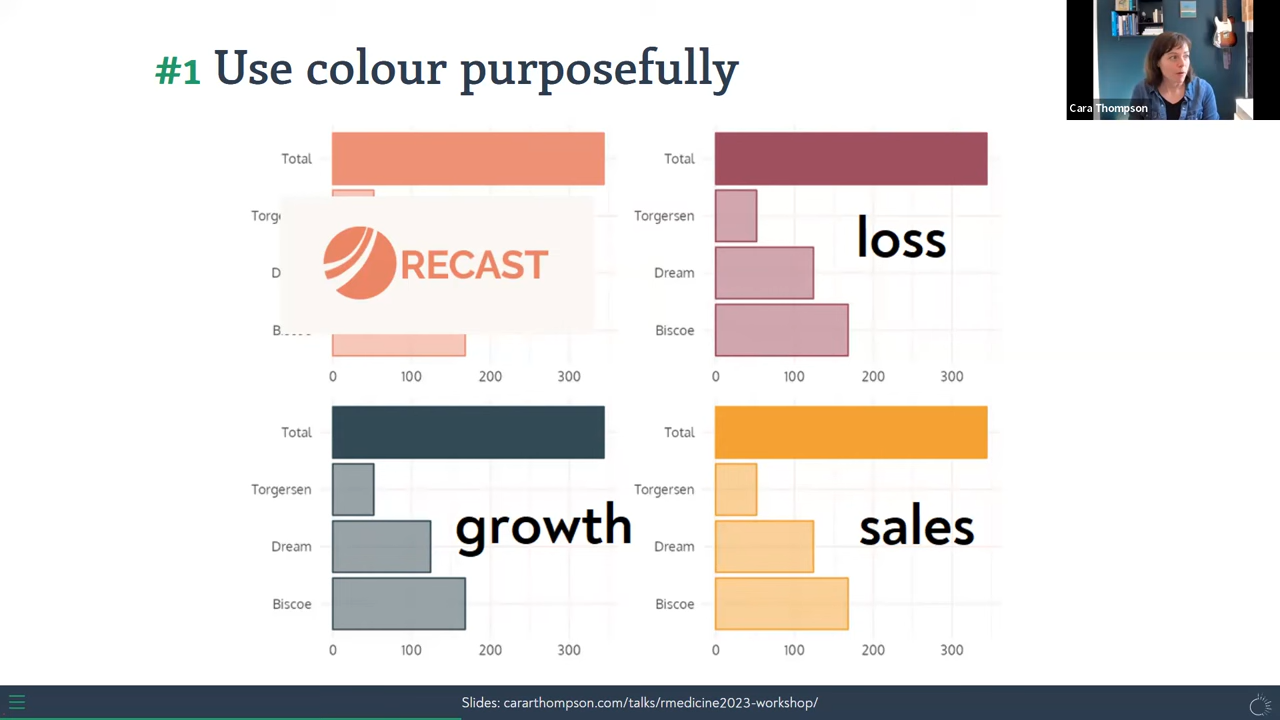 #1 Use colour purposefully
Cara Thompson
Total
Torge
D
Biscoe
RECAST
0 100 200 300
Total
Torgersen
Dream
Biscoe
loss
0 100 200 300
Total
Torgersen
Dream
Biscoe
growth
0 100 200 300
Total
Torgersen
Dream
Biscoe
sales
0 100 200 300
Slides: cararthompson.com/talks/rmedicine2023-workshop/